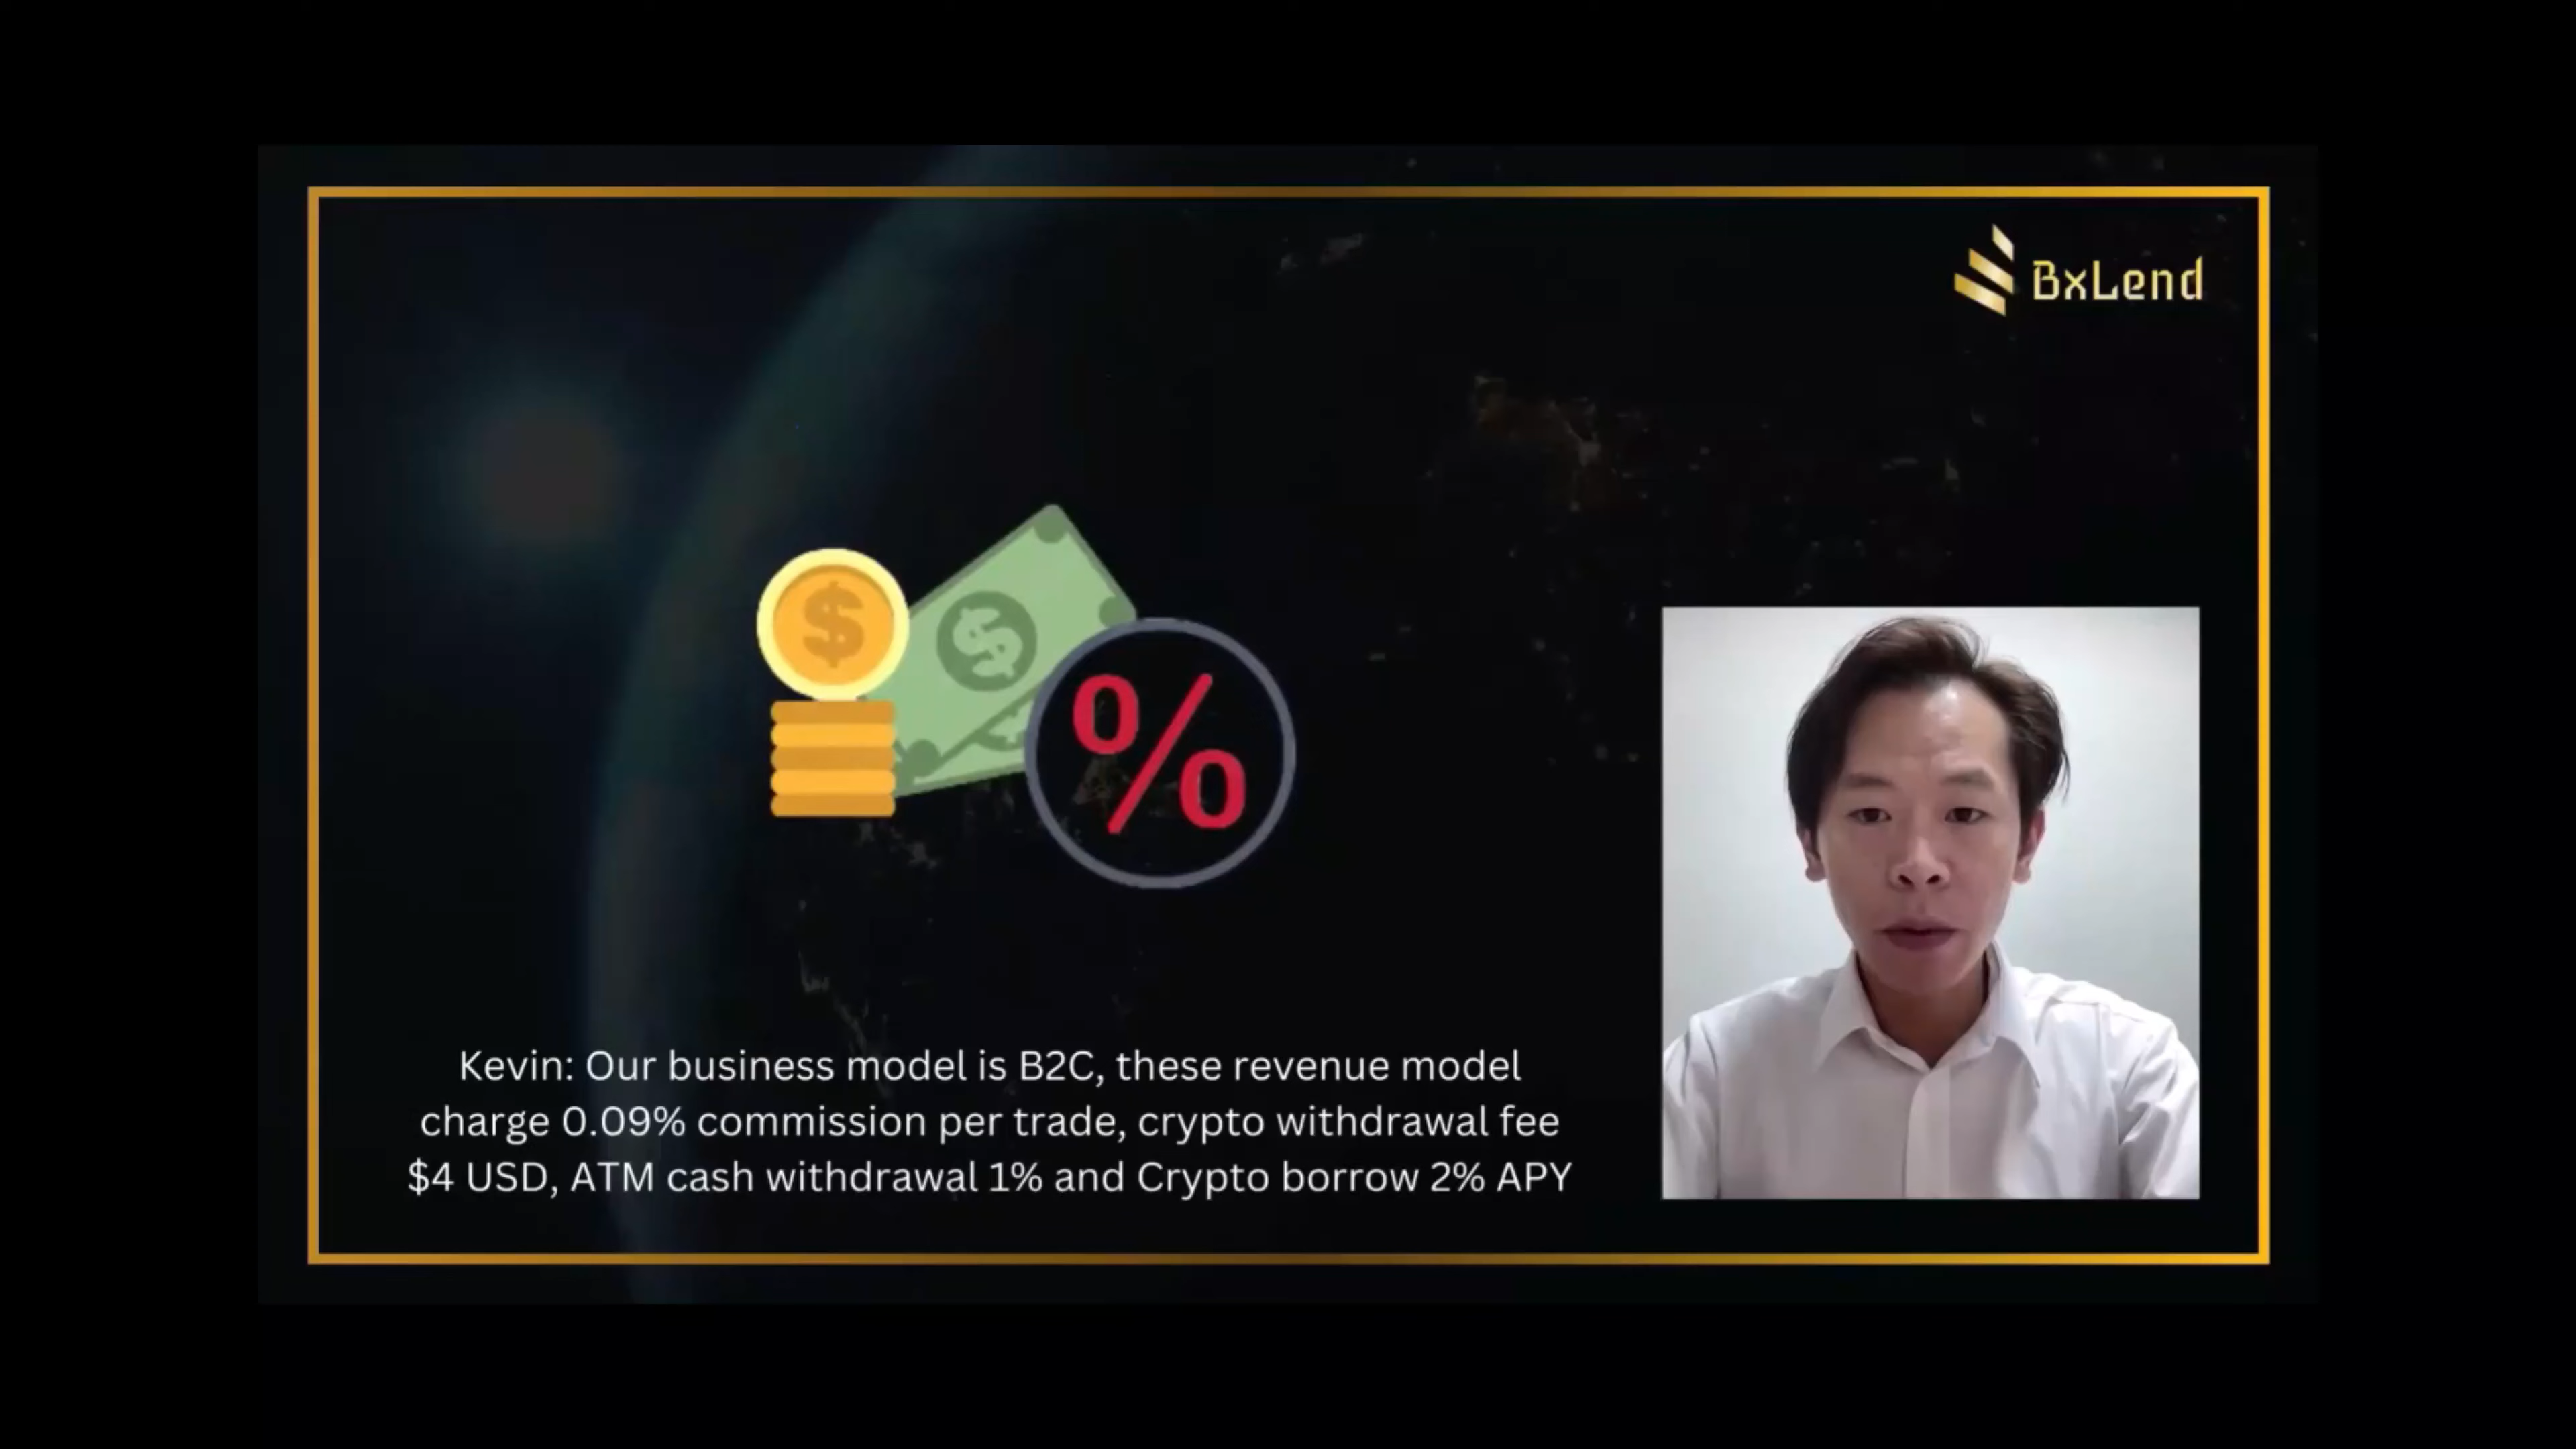 BxLend
$
$
%
Kevin: Our business model is B2C, these revenue model
charge 0.09% commission per trade, crypto withdrawal fee
$4 USD, ATM cash withdrawal 1% and Crypto borrow 2% APY